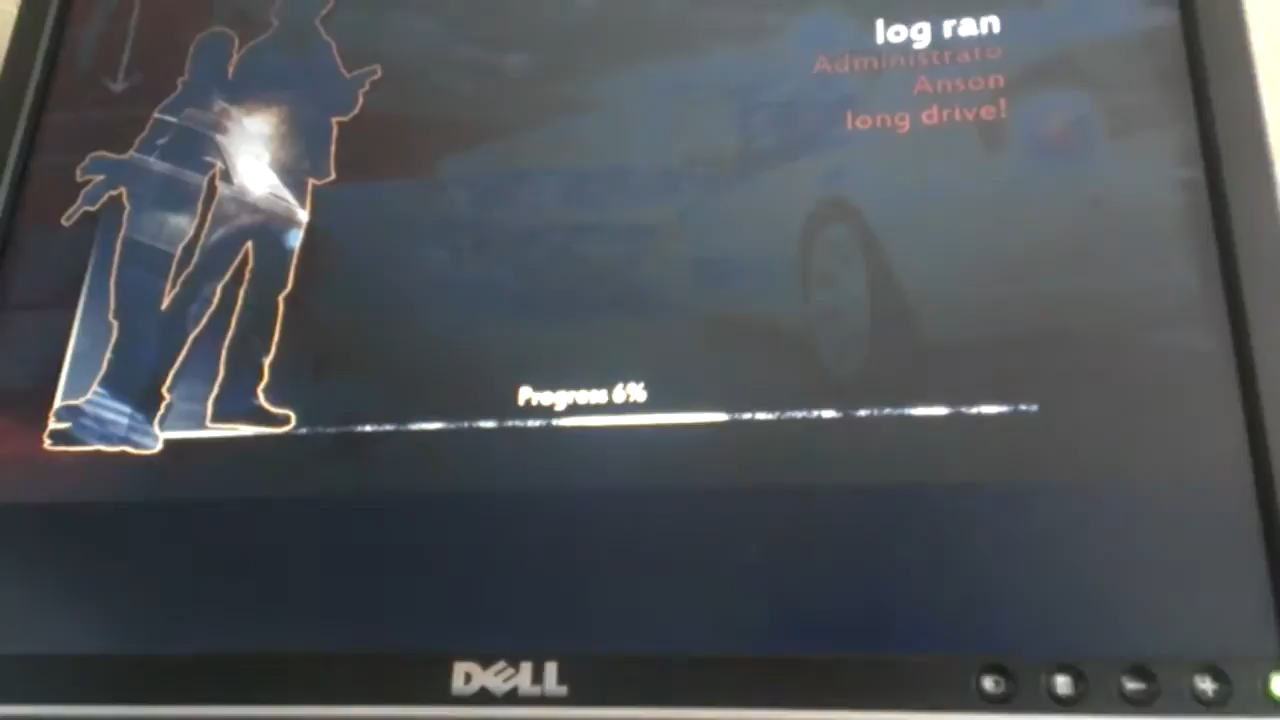 log ran
Administrato
Anson
long drive!
Progress 6%
DELL